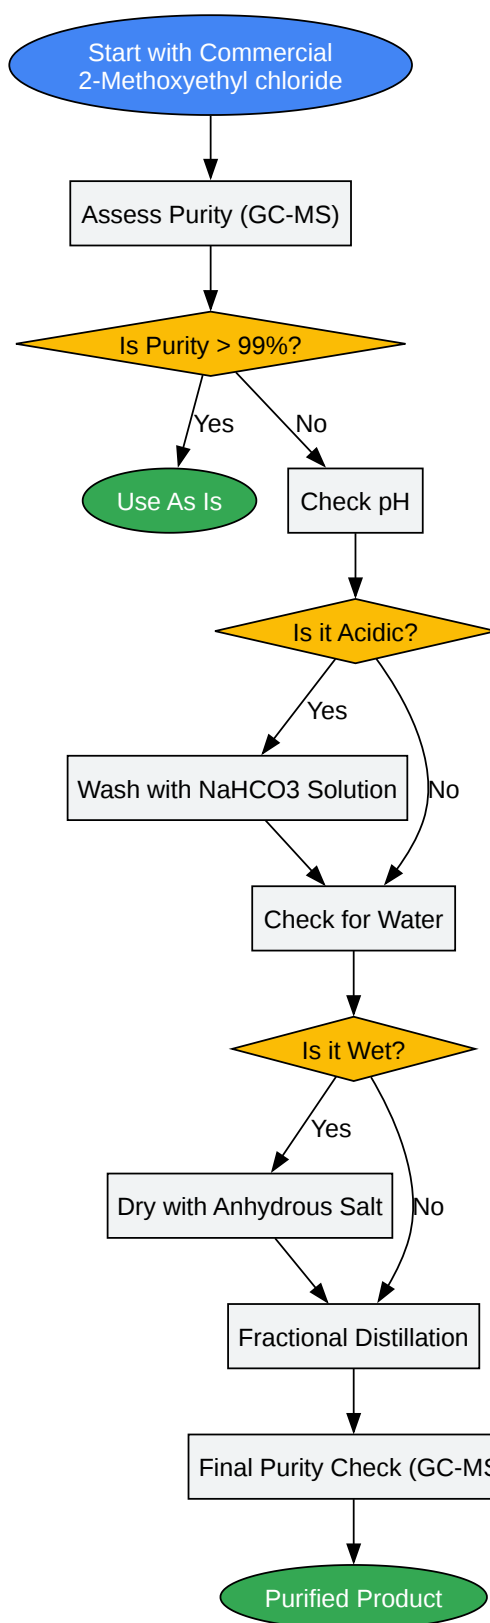 Start with Commercial
2-Methoxyethyl chloride
Assess Purity (GC-MS)
Is Purity > 99%?
Yes
No
Use As Is
Check pH
Is it Acidic?
Yes
Wash with NaHCO3 Solution
No
Check for Water
Is it Wet?
Yes
Dry with Anhydrous Salt
No
Fractional Distillation
Final Purity Check (GC-MS
Purified Product